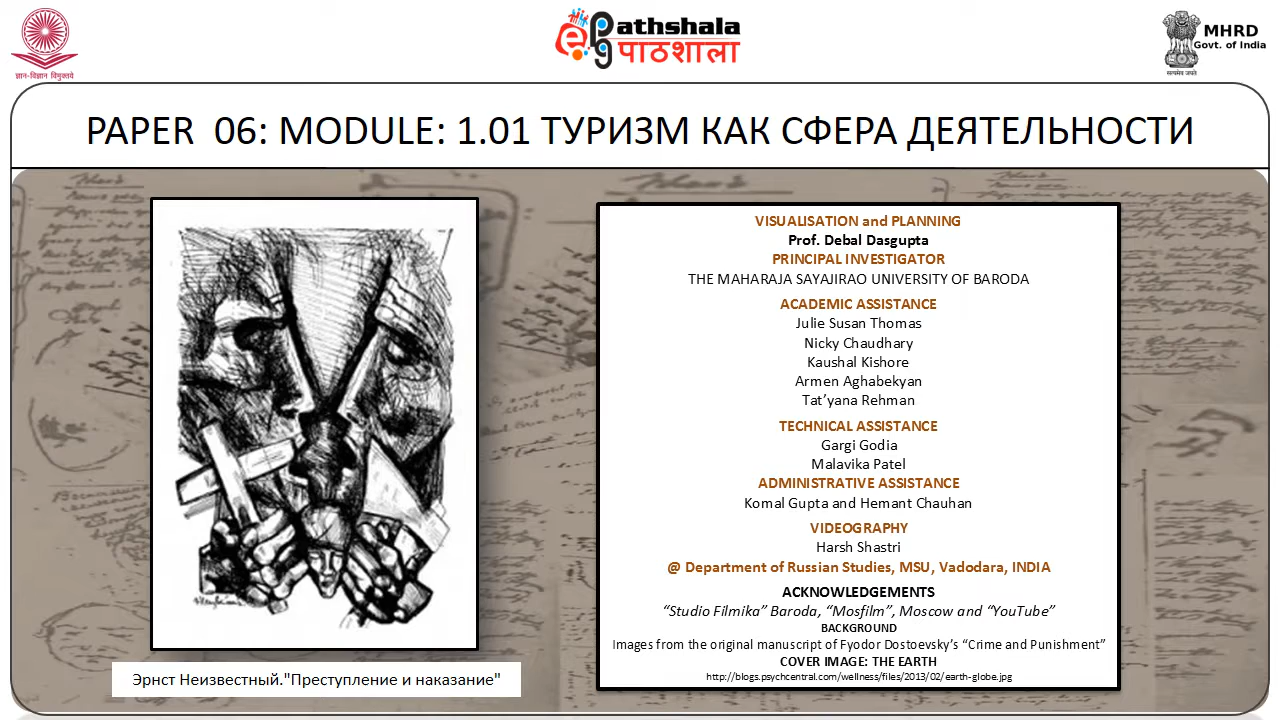 ज्ञान-विज्ञान विमुक्तये
ePathshala
पाठशाला
MHRD
Govt. of India
सत्यमेव जयते
PAPER 06: MODULE: 1.01 ТУРИЗМ КАК СФЕРА ДЕЯТЕЛЬНОСТИ
VISUALISATION and PLANNING
Prof. Debal Dasgupta
PRINCIPAL INVESTIGATOR
THE MAHARAJA SAYAJIRAO UNIVERSITY OF BARODA
ACADEMIC ASSISTANCE
Julie Susan Thomas
Nicky Chaudhary
Kaushal Kishore
Armen Aghabekyan
Tat’yana Rehman
TECHNICAL ASSISTANCE
Gargi Godia
Malavika Patel
ADMINISTRATIVE ASSISTANCE
Komal Gupta and Hemant Chauhan
VIDEOGRAPHY
Harsh Shastri
@ Department of Russian Studies, MSU, Vadodara, INDIA
ACKNOWLEDGEMENTS
“Studio Filmika” Baroda, “Mosfilm”, Moscow and “YouTube”
BACKGROUND
Images from the original manuscript of Fyodor Dostoevsky’s “Crime and Punishment”
COVER IMAGE: THE EARTH
http://blogs.psychcentral.com/wellness/files/2013/02/earth-globe.jpg
Эрнст Неизвестный."Преступление и наказание"